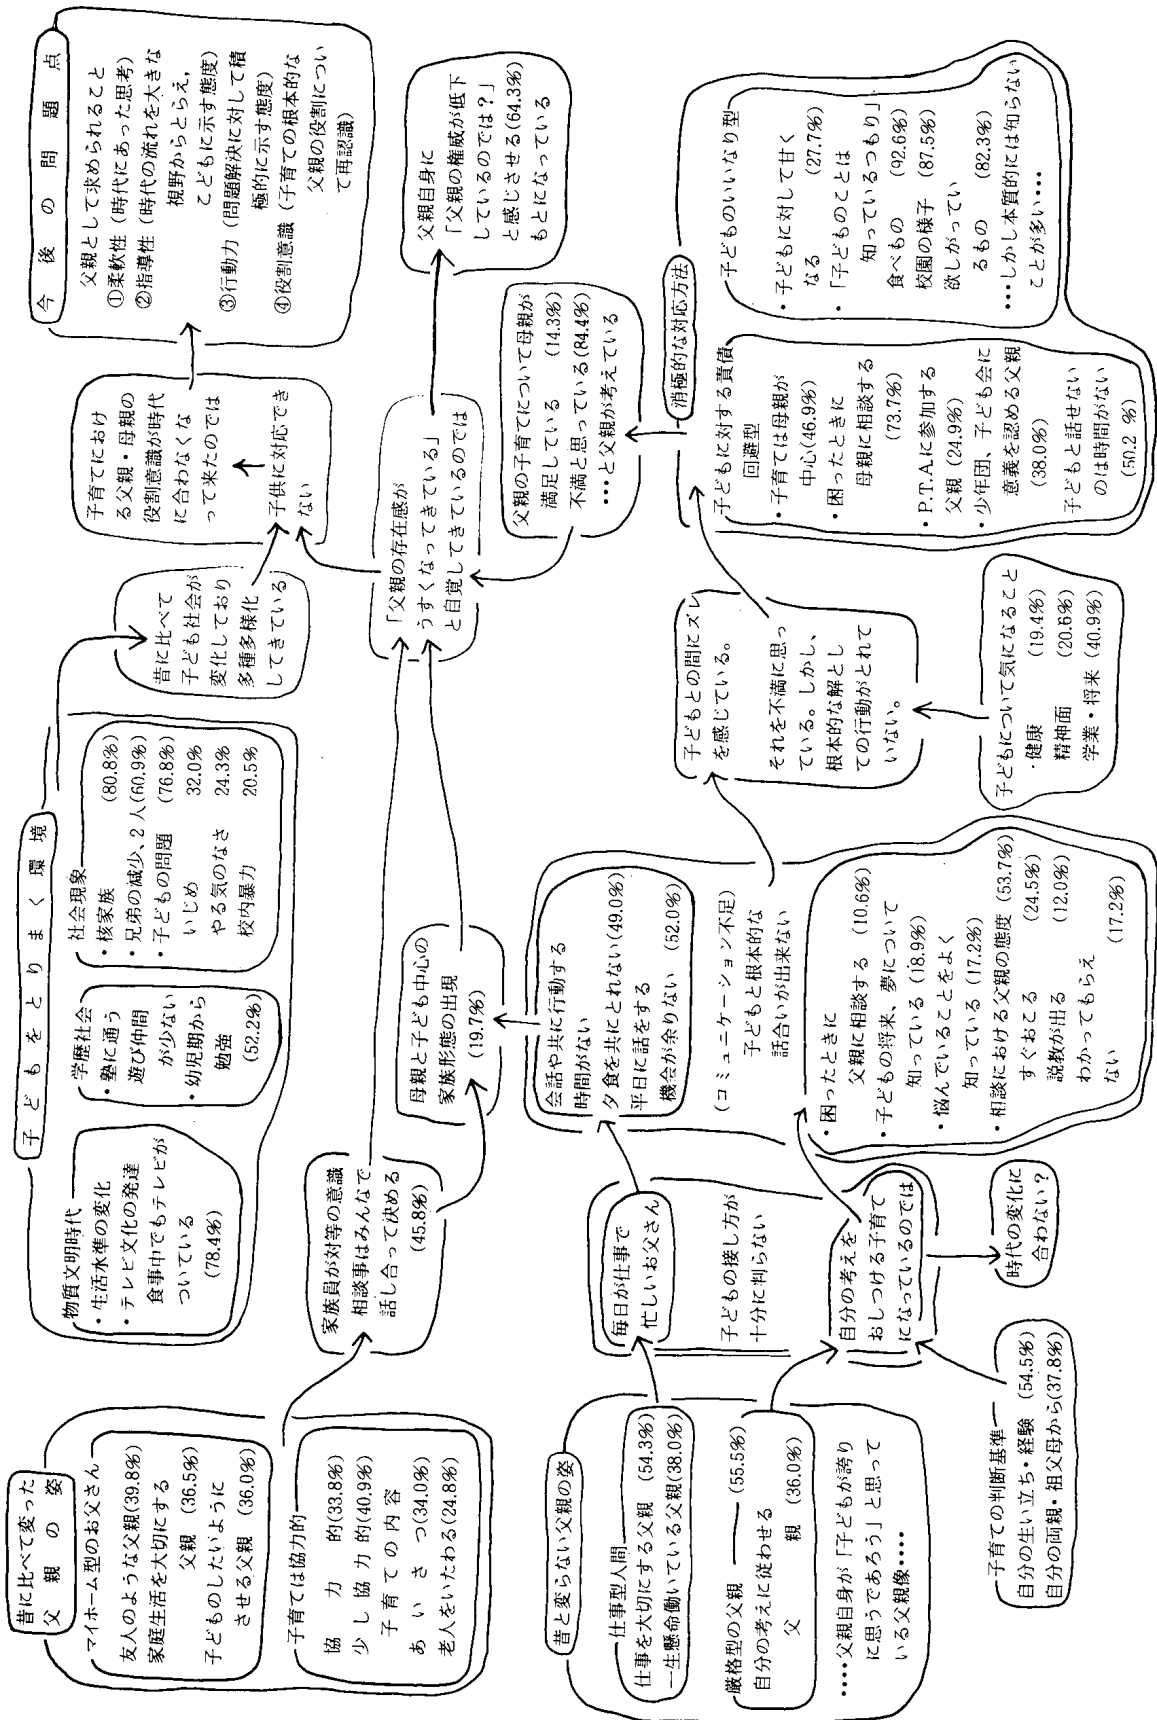 昔に比べて変った
父親の姿
マイホーム型のお父さん
友人のような父親(39.8%)
家庭生活を大切にする
父親 (36.5%)
子どものしたいように
させる父親 (36.0%)
子育ては協力的
協力的(33.8%)
少し協力的(40.9%)
子育ての内容
あいさつ(34.0%)
老人をいたわる(24.8%)
家族員が対等の意識
相談事はみんなで
話し合って決める
(45.8%)
母親と子ども中心の
家族形態の出現
(19.7%)
子どもをとりまく環境
物質文明時代
・生活水準の変化
・テレビ文化の発達
食事中でもテレビが
ついている
(78.4%)
学歴社会
・塾に通う
遊び仲間
が少ない
・幼児期から
勉強
(52.2%)
社会現象
・核家族 (80.8%)
・兄弟の減少、2人(60.9%)
・子どもの問題 (76.8%)
いじめ 32.0%
やる気のなさ 24.3%
校内暴力 20.5%
昔に比べて
子ども社会が
変化しており
多種多様化
してきている
子育てにおけ
る父親・母親の
役割意識が時代
に合わなくな
って来たのでは
子供に対応でき
ない
今後の問題点
父親として求められること
①柔軟性 (時代にあった思考)
②指導性 (時代の流れを大きな
視野からとらえ,
こどもに示す態度)
③行動力 (問題解決に対して積
極的に示す態度)
④役割意識 (子育ての根本的な
父親の役割につい
て再認識)
「父親の存在感が
うすくなってきている」
と自覚してきているのでは
父親自身に
「父親の権威が低下
しているのでは?」
と感じさせる(64.3%)
もとになっている
昔と変らない父親の姿
仕事型人間
仕事を大切にする父親 (54.3%)
一生懸命働いている父親(38.0%)
厳格型の父親 (55.5%)
自分の考えに従わせる
父親 (36.0%)
‥‥父親自身が「子どもが誇り
に思うであろう」と思って
いる父親像‥‥
子育ての判断基準
自分の生い立ち・経験 (54.5%)
自分の両親・祖父母から(37.8%)
毎日が仕事で
忙しいお父さん
子どもの接し方が
十分に判らない
自分の考えを
おしつける子育て
になっているのでは
時代の変化に
合わない?
会話や共に行動する
時間がない
夕食を共にとれない(49.0%)
平日に話をする
機会が余りない (52.0%)
(コミュニケーション不足)
子どもと根本的な
話合いが出来ない
・困ったときに
父親に相談する (10.6%)
・子どもの将来、夢について
知っている (18.9%)
・悩んでいることをよく
知っている (17.2%)
・相談における父親の態度 (53.7%)
すぐおこる (24.5%)
説教が出る (12.0%)
わかってもらえ
ない (17.2%)
子どもとの間にズレ
を感じている。
それを不満に思っ
ている。しかし、
根本的な解とし
ての行動がとれて
いない。
子どもについて気になること
・健康 (19.4%)
精神面 (20.6%)
学業・将来 (40.9%)
父親の子育てについて母親が
満足している (14.3%)
不満と思っている(84.4%)
‥‥と父親が考えている
消極的な対応方法
子どもに対する責債
回避型
・子育ては母親が
中心(46.9%)
・困ったときに
母親に相談する
(73.7%)
・P.T.A.に参加する
父親 (24.9%)
・少年団、子ども会に
意義を認める父親
(38.0%)
子どもと話せない
のは時間がない
(50.2 %)
子どものいいなり型
・子どもに対して甘く
なる (27.7%)
・「子どものことは
知っているつもり」
食べもの (92.6%)
校園の様子 (87.5%)
欲しがってい
るもの (82.3%)
‥‥しかし本質的には知らない
ことが多い‥‥